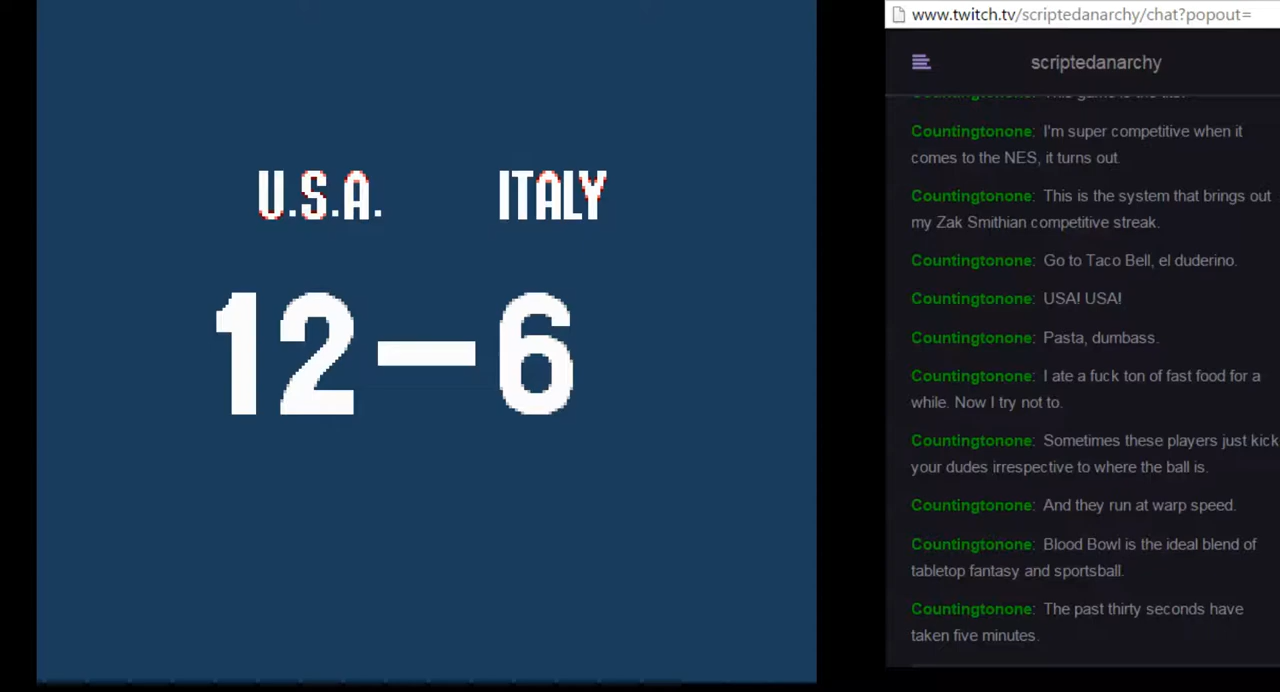 www.twitch.tv/scriptedanarchy/chat?popout=
scriptedanarchy
U.S.A. ITALY
12-6
Countingtonone: I'm super competitive when it
comes to the NES, it turns out.
Countingtonone: This is the system that brings out
my Zak Smithian competitive streak.
Countingtonone: Go to Taco Bell, el duderino.
Countingtonone: USA! USA!
Countingtonone: Pasta, dumbass.
Countingtonone: I ate a fuck ton of fast food for a
while. Now I try not to.
Countingtonone: Sometimes these players just kick
your dudes irrespective to where the ball is.
Countingtonone: And they run at warp speed.
Countingtonone: Blood Bowl is the ideal blend of
tabletop fantasy and sportsball.
Countingtonone: The past thirty seconds have
taken five minutes.